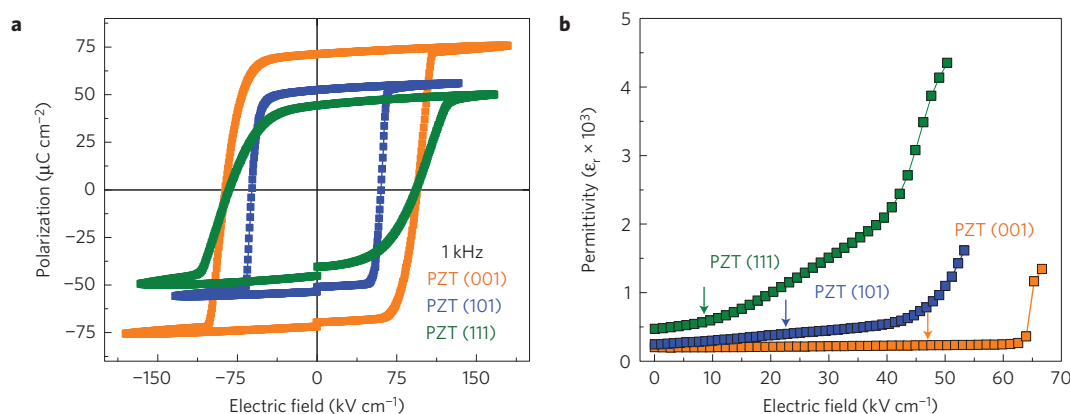 a
75
50
25
0
−25
−50
−75
Polarization (μC cm−2)
1 kHz
PZT (001)
PZT (101)
PZT (111)
−150
−75
0
75
150
Electric field (kV cm−1)
b
5
4
3
2
1
0
Permittivity (εr × 10³)
PZT (111)
PZT (101)
PZT (001)
0
10
20
30
40
50
60
70
Electric field (kV cm−1)